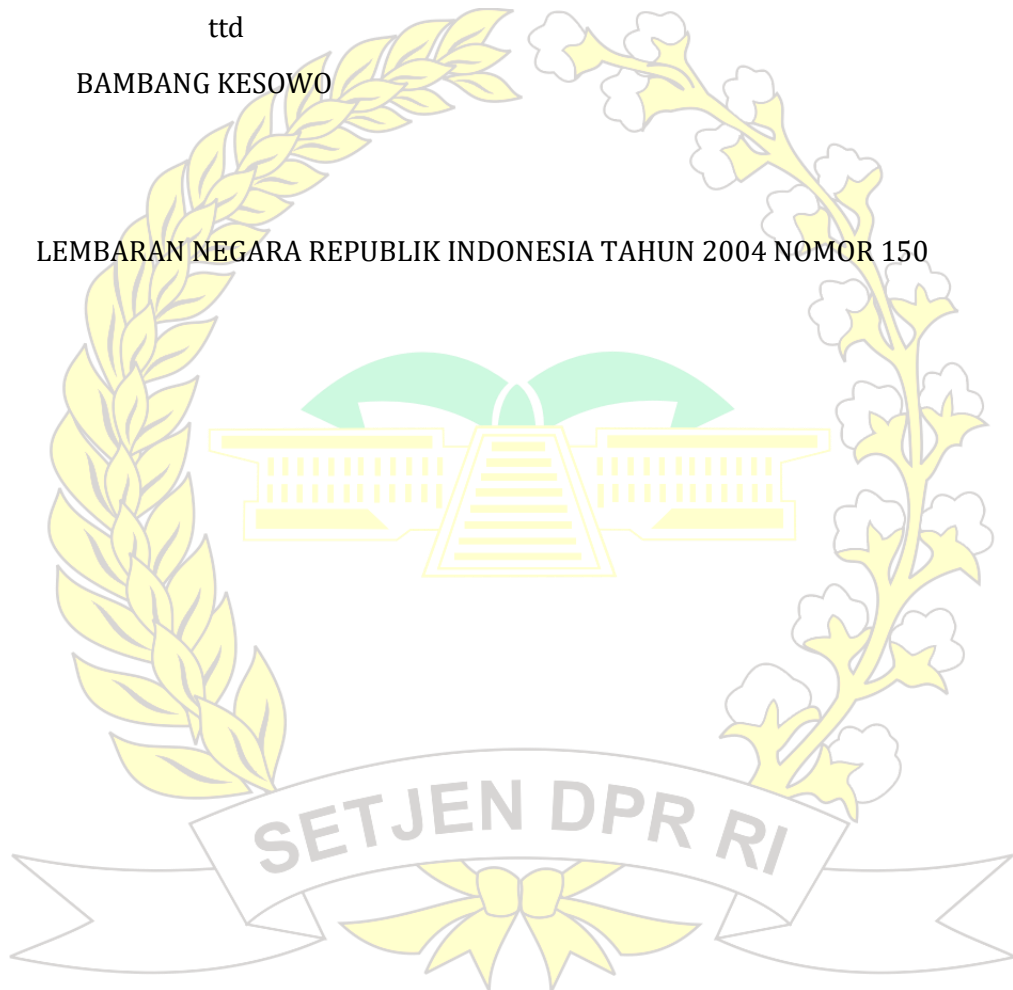 ttd
BAMBANG KESOWO
LEMBARAN NEGARA REPUBLIK INDONESIA TAHUN 2004 NOMOR 150
SETJEN DPR RI